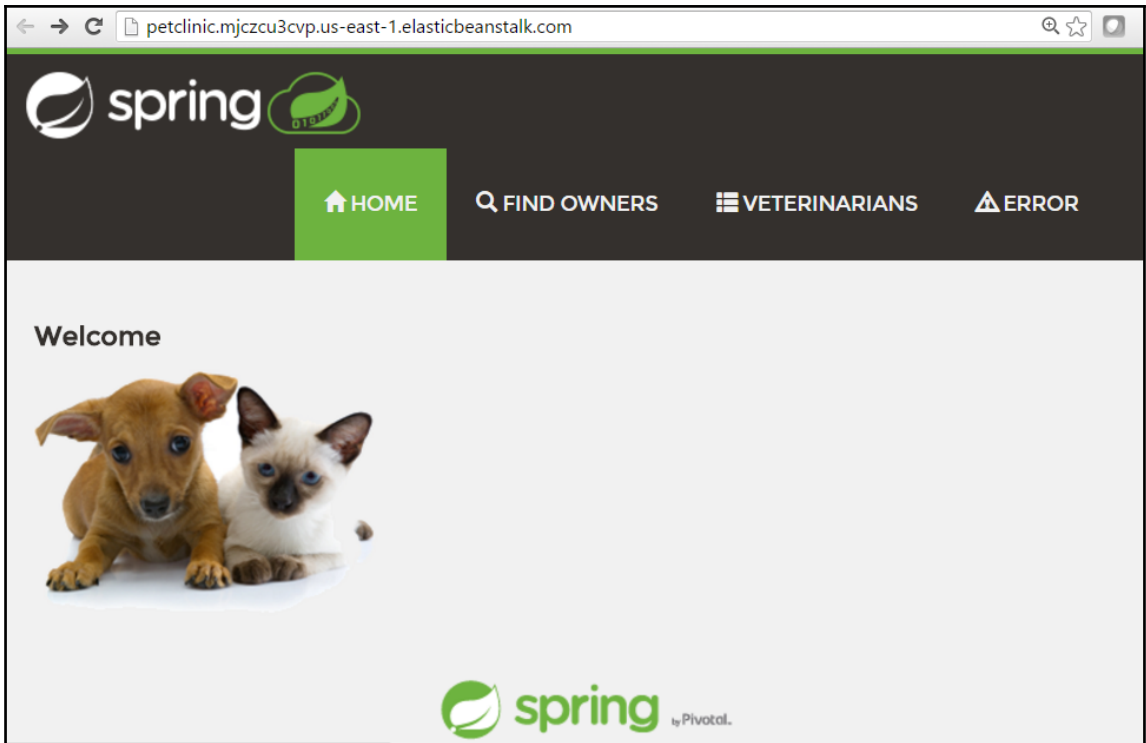 petclinic.mjczcu3cvp.us-east-1.elasticbeanstalk.com
spring
HOME FIND OWNERS VETERINARIANS ERROR
Welcome
spring by Pivotal.